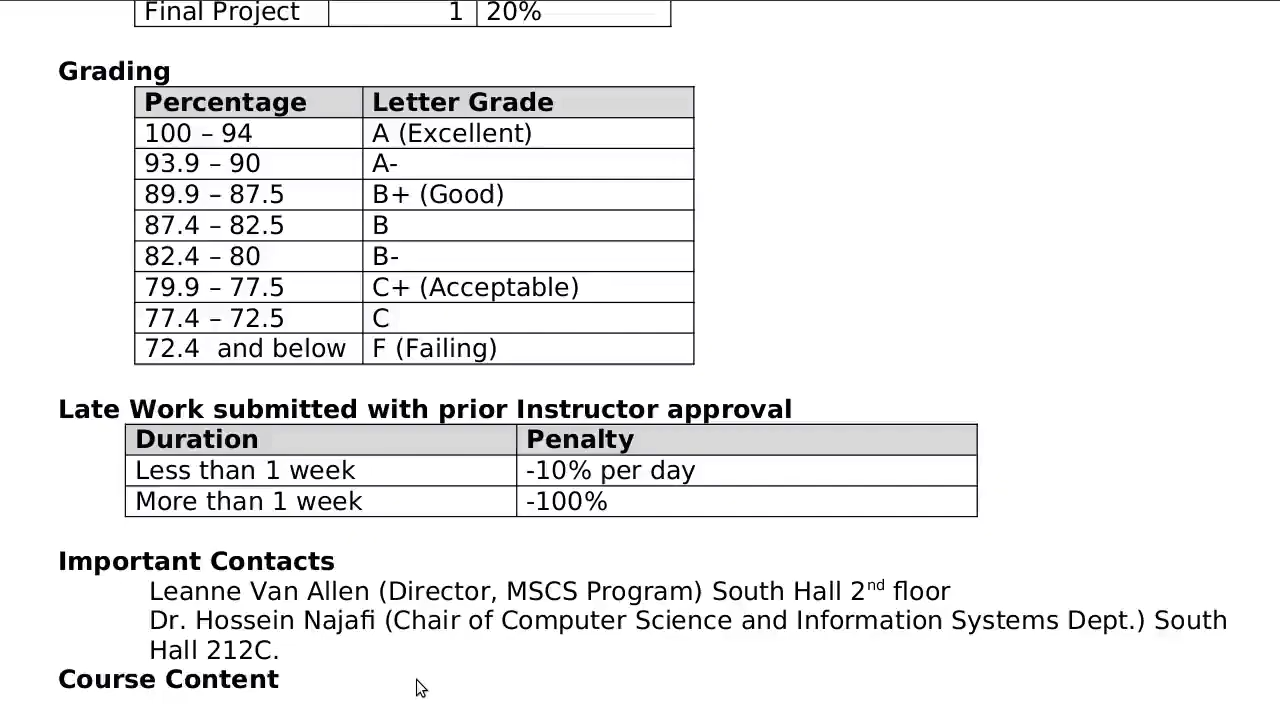 Final Project 1 20%
Grading
Percentage Letter Grade
100 – 94 A (Excellent)
93.9 – 90 A-
89.9 – 87.5 B+ (Good)
87.4 – 82.5 B
82.4 – 80 B-
79.9 – 77.5 C+ (Acceptable)
77.4 – 72.5 C
72.4  and below F (Failing)
Late Work submitted with prior Instructor approval
Duration Penalty
Less than 1 week -10% per day
More than 1 week -100%
Important Contacts
Leanne Van Allen (Director, MSCS Program) South Hall 2nd floor
Dr. Hossein Najafi (Chair of Computer Science and Information Systems Dept.) South
Hall 212C.
Course Content